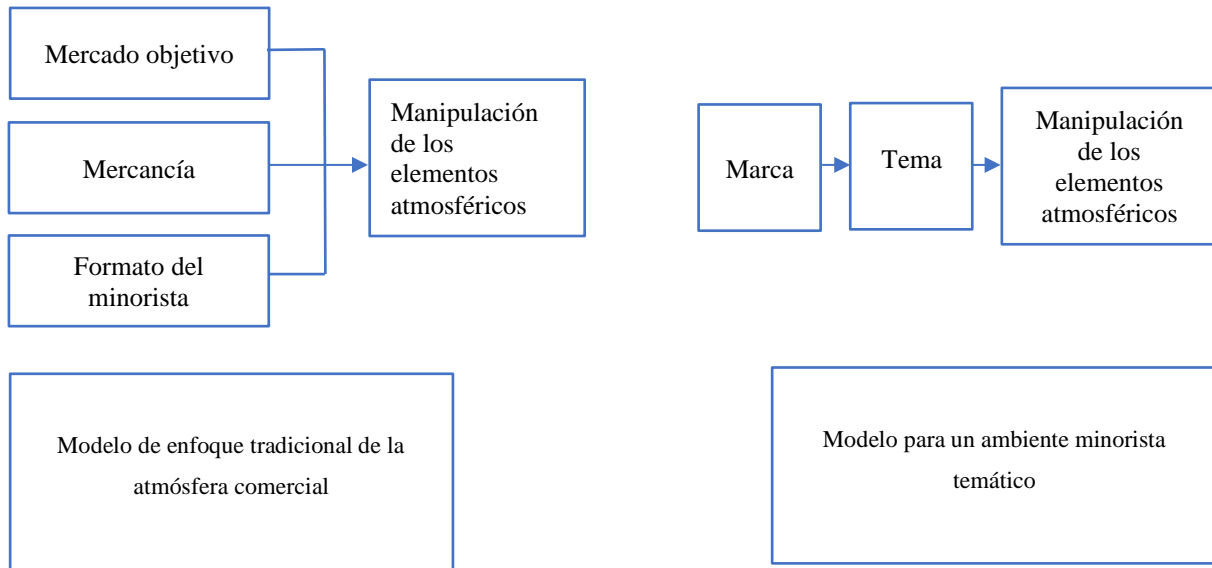 Mercado objetivo
Mercancía
Formato del
minorista
Manipulación
de los
elementos
atmosféricos
Marca
Tema
Manipulación
de los
elementos
atmosféricos
Modelo de enfoque tradicional de la
atmósfera comercial
Modelo para un ambiente minorista
temático